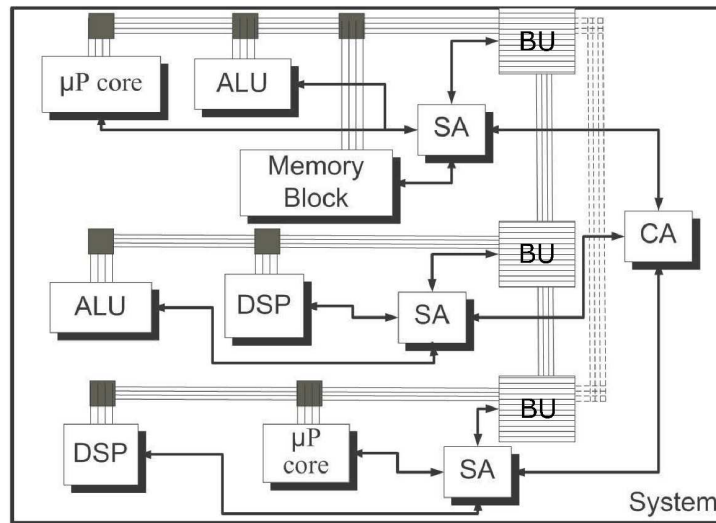 BU
µP core
ALU
SA
Memory
Block
BU
CA
ALU
DSP
SA
BU
DSP
µP
core
SA
System